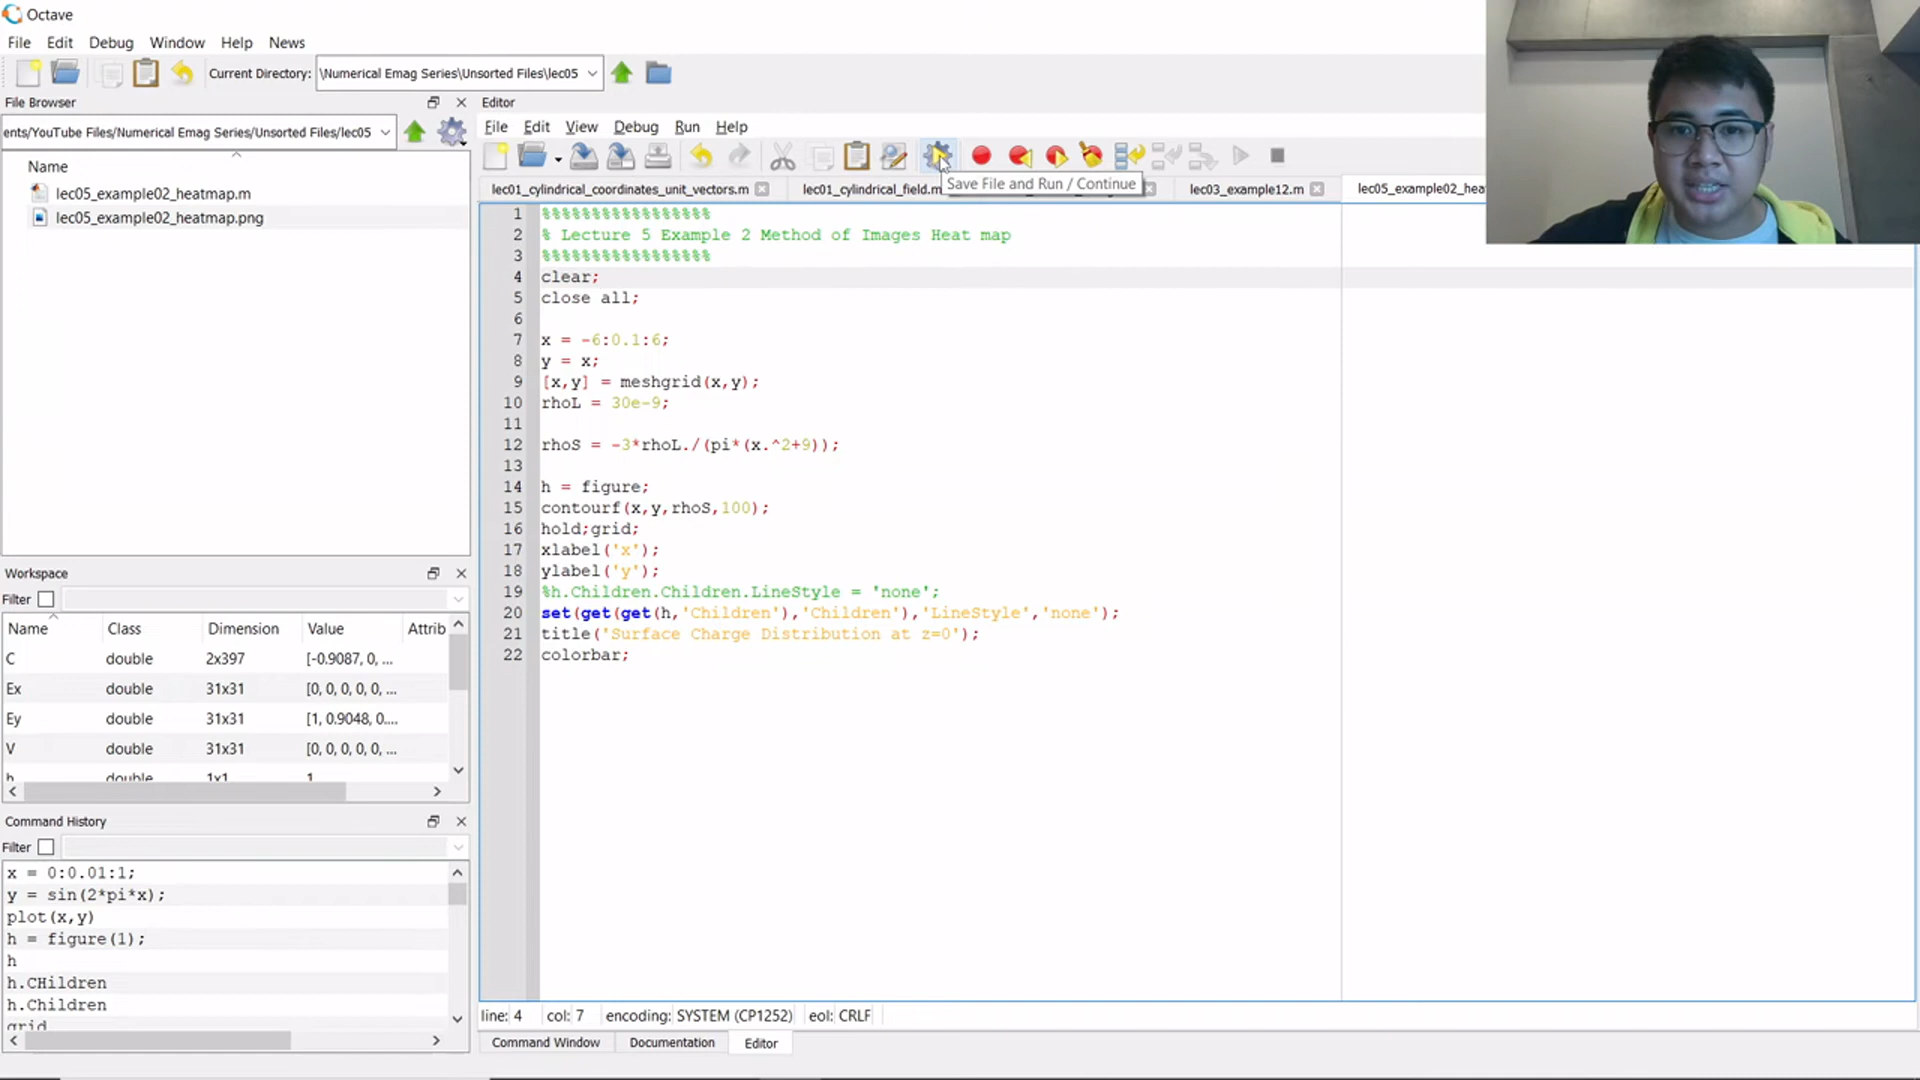 Octave
File Edit Debug Window Help News
Current Directory: \Numerical Emag Series\Unsorted Files\lec05
File Browser
ents/YouTube Files/Numerical Emag Series/Unsorted Files/lec05
Name
lec05_example02_heatmap.m
lec05_example02_heatmap.png
Workspace
Filter
Name Class Dimension Value Attrib
C double 2x397 [-0.9087, 0, ...
Ex double 31x31 [0, 0, 0, 0, 0, ...
Ey double 31x31 [1, 0.9048, 0....
V double 31x31 [0, 0, 0, 0, 0, ...
h double 1x1 1
Command History
Filter
x = 0:0.01:1;
y = sin(2*pi*x);
plot(x,y)
h = figure(1);
h
h.CHildren
h.Children
grid
Editor
File Edit View Debug Run Help
Save File and Run / Continue
lec01_cylindrical_coordinates_unit_vectors.m lec01_cylindrical_field.m lec03_example12.m lec05_example02_hea
1 %%%%%%%%%%%%%%%%%
2 % Lecture 5 Example 2 Method of Images Heat map
3 %%%%%%%%%%%%%%%%%
4 clear;
5 close all;
6
7 x = -6:0.1:6;
8 y = x;
9 [x,y] = meshgrid(x,y);
10 rhoL = 30e-9;
11
12 rhoS = -3*rhoL./(pi*(x.^2+9));
13
14 h = figure;
15 contourf(x,y,rhoS,100);
16 hold;grid;
17 xlabel('x');
18 ylabel('y');
19 %h.Children.Children.LineStyle = 'none';
20 set(get(get(h,'Children'),'Children'),'LineStyle','none');
21 title('Surface Charge Distribution at z=0');
22 colorbar;
line: 4 col: 7 encoding: SYSTEM (CP1252) eol: CRLF
Command Window Documentation Editor